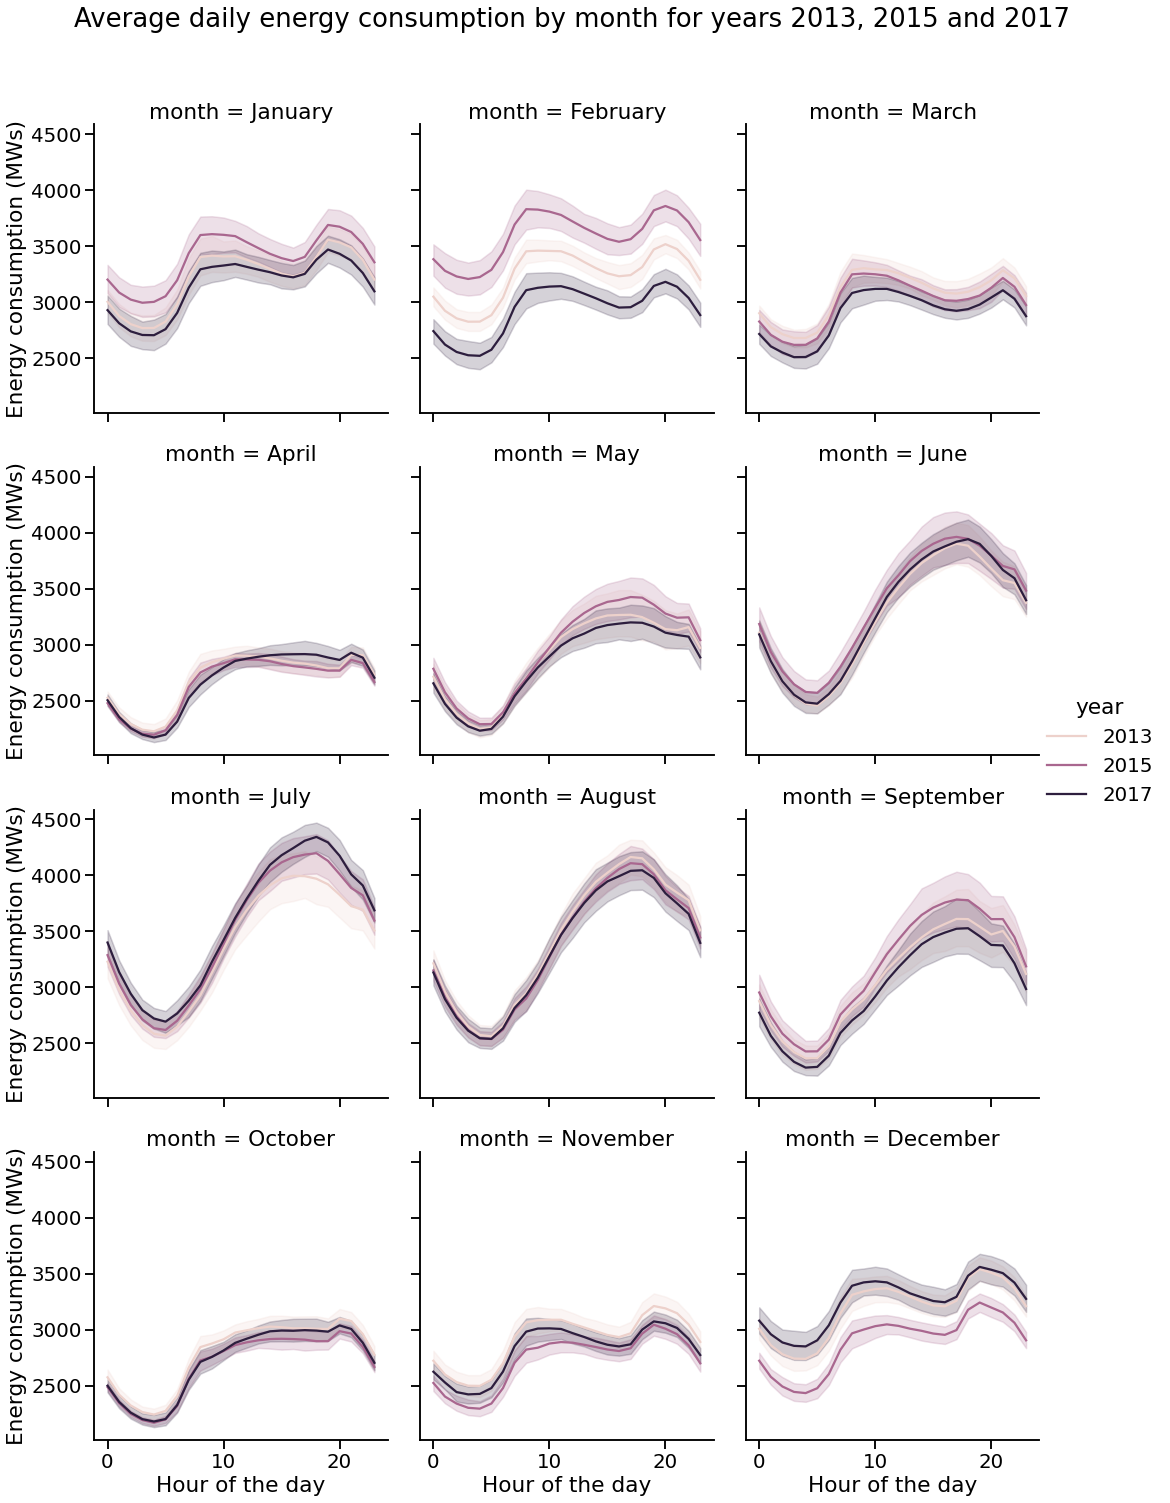 Average daily energy consumption by month for years 2013, 2015 and 2017
month = January
month = February
month = March
Energy consumption (MWs)
4500
4000
3500
3000
2500
month = April
month = May
month = June
Energy consumption (MWs)
4500
4000
3500
3000
2500
year
2013
2015
2017
month = July
month = August
month = September
Energy consumption (MWs)
4500
4000
3500
3000
2500
month = October
month = November
month = December
Energy consumption (MWs)
4500
4000
3500
3000
2500
0 10 20
0 10 20
0 10 20
Hour of the day
Hour of the day
Hour of the day